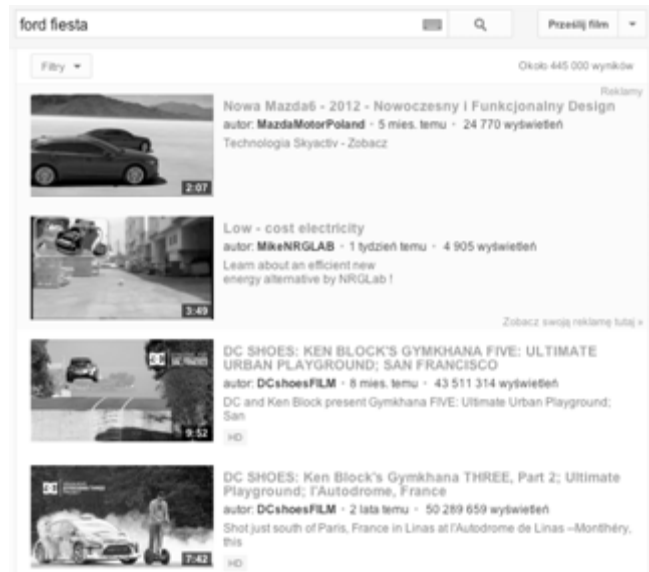 ford fiesta
Prześlij film
Filtry
Około 445 000 wyników
Reklamy
Nowa Mazda6 - 2012 - Nowoczesny i Funkcjonalny Design
autor: MazdaMotorPoland • 5 mies. temu • 24 770 wyświetleń
Technologia Skyactiv - Zobacz
2:07
Low - cost electricity
autor: MikeNRGLAB • 1 tydzień temu • 4 905 wyświetleń
Learn about an efficient new
energy alternative by NRGLab !
3:49
Zobacz swoją reklamę tutaj »
DC SHOES: KEN BLOCK'S GYMKHANA FIVE: ULTIMATE
URBAN PLAYGROUND; SAN FRANCISCO
autor: DCshoesFILM • 8 mies. temu • 43 511 314 wyświetleń
DC and Ken Block present Gymkhana FIVE: Ultimate Urban Playground;
San
HD
9:52
DC SHOES: Ken Block's Gymkhana THREE, Part 2; Ultimate
Playground; l'Autodrome, France
autor: DCshoesFILM • 2 lata temu • 50 289 659 wyświetleń
Shot just south of Paris, France in Linas at l'Autodrome de Linas –Montlhéry,
this
HD
7:42